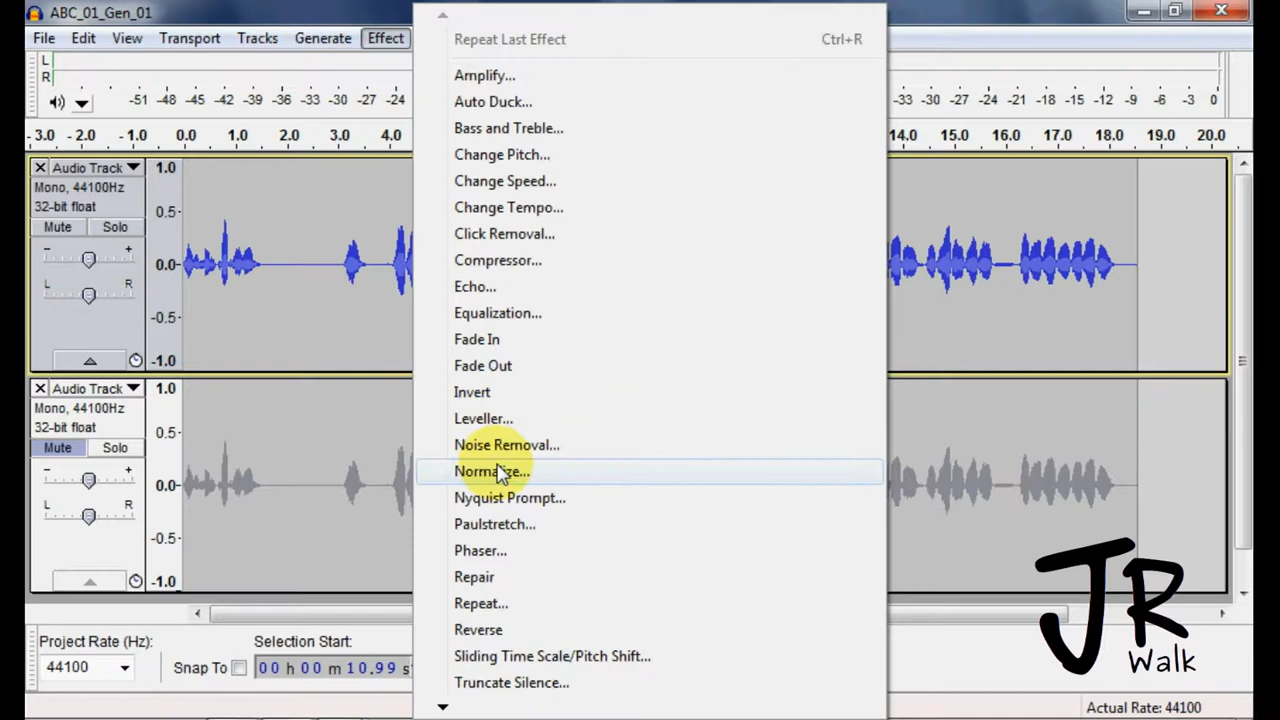 ABC_01_Gen_01
File Edit View Transport Tracks Generate Effect
Repeat Last Effect Ctrl+R
Amplify...
Auto Duck...
Bass and Treble...
Change Pitch...
Change Speed...
Change Tempo...
Click Removal...
Compressor...
Echo...
Equalization...
Fade In
Fade Out
Invert
Leveller...
Noise Removal...
Normalize...
Nyquist Prompt...
Paulstretch...
Phaser...
Repair
Repeat...
Reverse
Sliding Time Scale/Pitch Shift...
Truncate Silence...
L
R
-51 -48 -45 -42 -39 -36 -33 -30 -27 -24
-33 -30 -27 -24 -21 -18 -15 -12 -9 -6 -3 0
- 3.0 - 2.0 - 1.0 0.0 1.0 2.0 3.0 4.0
14.0 15.0 16.0 17.0 18.0 19.0 20.0
Audio Track
Mono, 44100Hz
32-bit float
Mute Solo
- +
L R
1.0
0.5
0.0
-0.5
-1.0
Audio Track
Mono, 44100Hz
32-bit float
Mute Solo
- +
L R
1.0
0.5
0.0
-0.5
-1.0
Project Rate (Hz):
44100
Snap To
Selection Start:
00 h 00 m 10.99 s
Actual Rate: 44100
JR
Walk